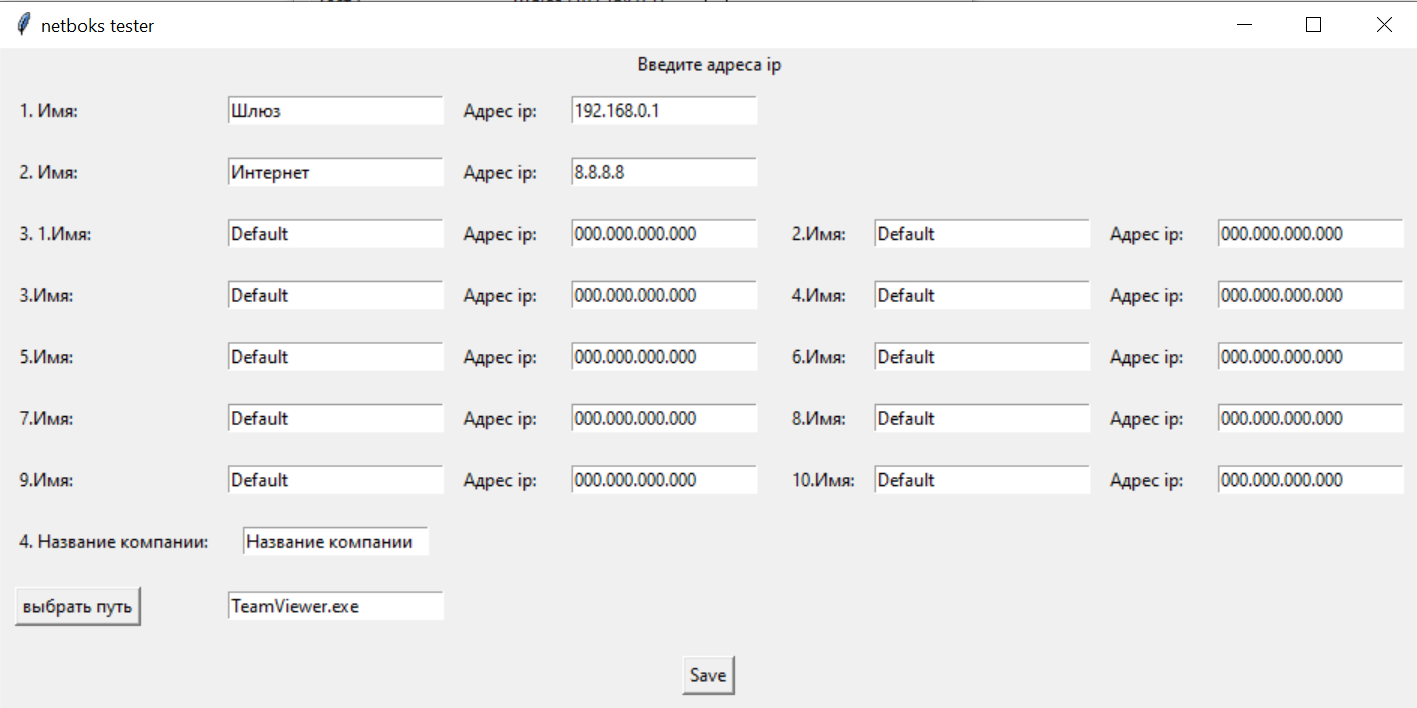 netboks tester
Введите адреса ip
1. Имя: Шлюз Адрес ip: 192.168.0.1
2. Имя: Интернет Адрес ip: 8.8.8.8
3. 1.Имя: Default Адрес ip: 000.000.000.000 2.Имя: Default Адрес ip: 000.000.000.000
3.Имя: Default Адрес ip: 000.000.000.000 4.Имя: Default Адрес ip: 000.000.000.000
5.Имя: Default Адрес ip: 000.000.000.000 6.Имя: Default Адрес ip: 000.000.000.000
7.Имя: Default Адрес ip: 000.000.000.000 8.Имя: Default Адрес ip: 000.000.000.000
9.Имя: Default Адрес ip: 000.000.000.000 10.Имя: Default Адрес ip: 000.000.000.000
4. Название компании: Название компании
выбрать путь TeamViewer.exe
Save